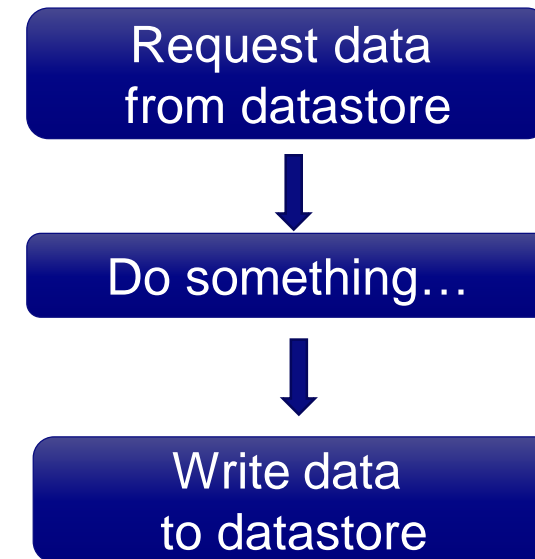 Request data
from datastore
Do something…
Write data
to datastore